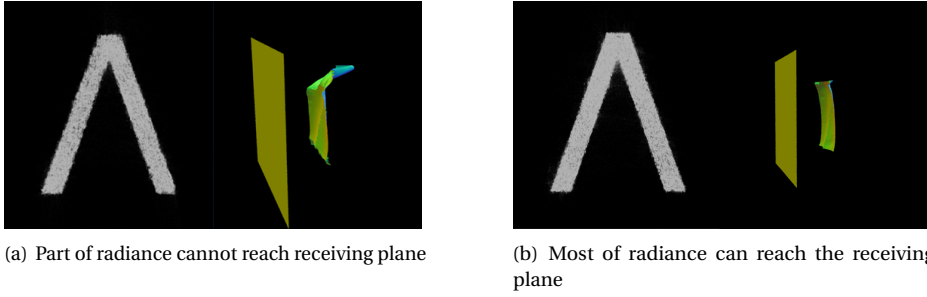 (a) Part of radiance cannot reach receiving plane
(b) Most of radiance can reach the receiving
plane